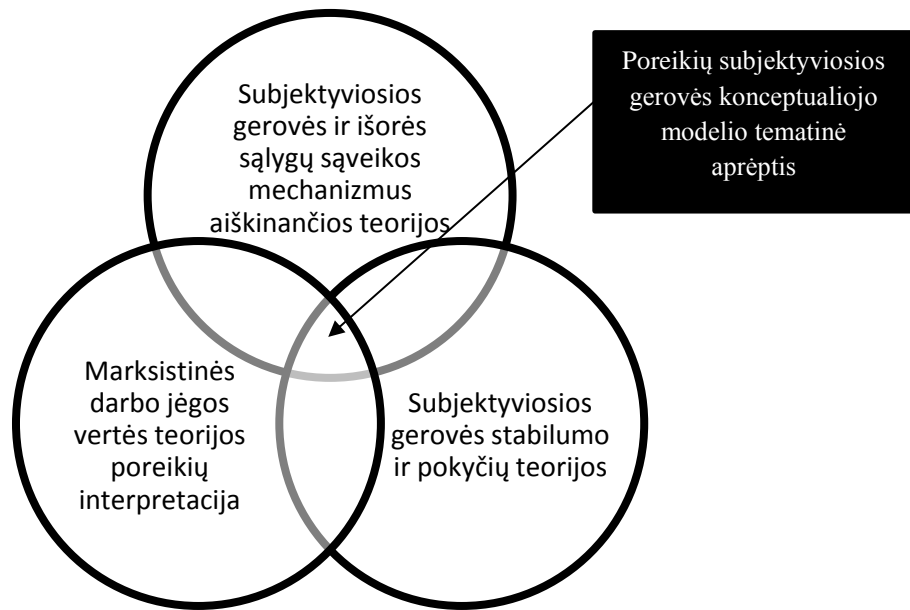 Subjektyviosios
gerovės ir išorės
sąlygų sąveikos
mechanizmus
aiškinančios teorijos
Poreikių subjektyviosios
gerovės konceptualiojo
modelio tematinė
aprėptis
Marksistinės
darbo jėgos
vertės teorijos
poreikių
interpretacija
Subjektyviosios
gerovės stabilumo
ir pokyčių teorijos